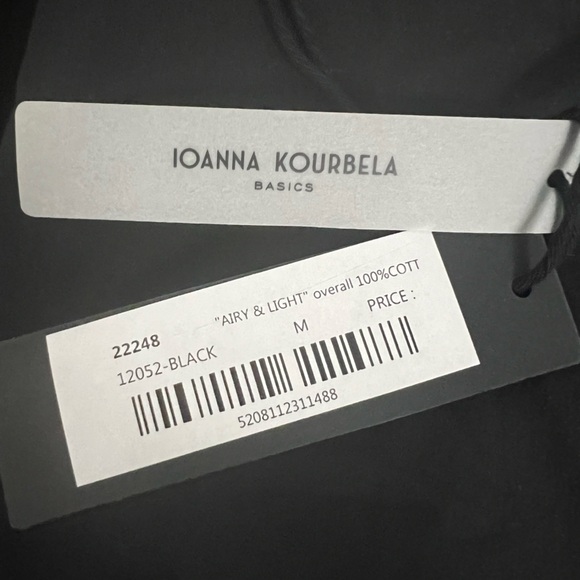 IOANNA KOURBELA
BASICS
22248 "AIRY & LIGHT" overall 100%COTT
12052-BLACK M PRICE :
5208112311488